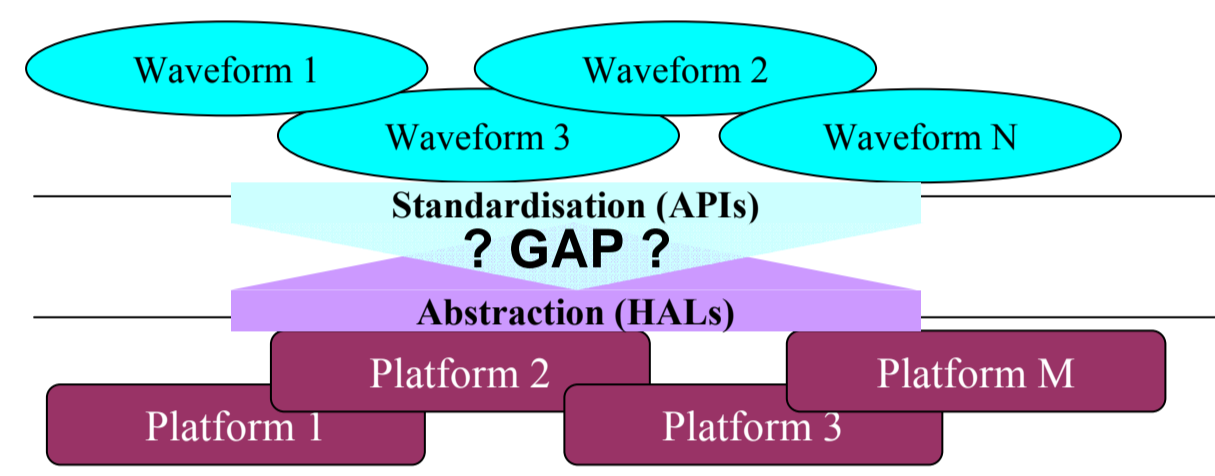 Waveform 1
Waveform 2
Waveform 3
Waveform N
Standardisation (APIs)
? GAP ?
Abstraction (HALs)
Platform 2
Platform M
Platform 1
Platform 3